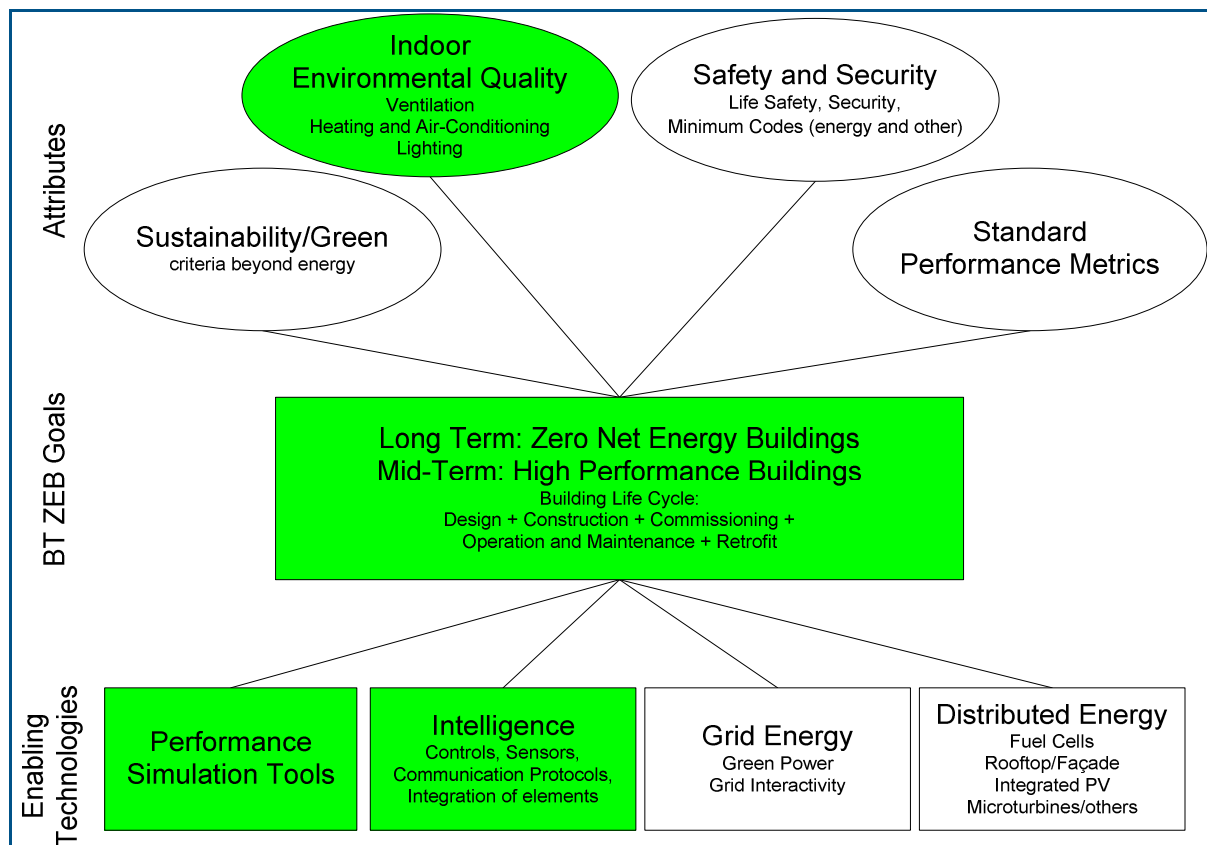 Attributes
Indoor
Environmental Quality
Ventilation
Heating and Air-Conditioning
Lighting
Safety and Security
Life Safety, Security,
Minimum Codes (energy and other)
Sustainability/Green
criteria beyond energy
Standard
Performance Metrics
BT ZEB Goals
Long Term: Zero Net Energy Buildings
Mid-Term: High Performance Buildings
Building Life Cycle:
Design + Construction + Commissioning +
Operation and Maintenance + Retrofit
Enabling
Technologies
Performance
Simulation Tools
Intelligence
Controls, Sensors,
Communication Protocols,
Integration of elements
Grid Energy
Green Power
Grid Interactivity
Distributed Energy
Fuel Cells
Rooftop/Façade
Integrated PV
Microturbines/others